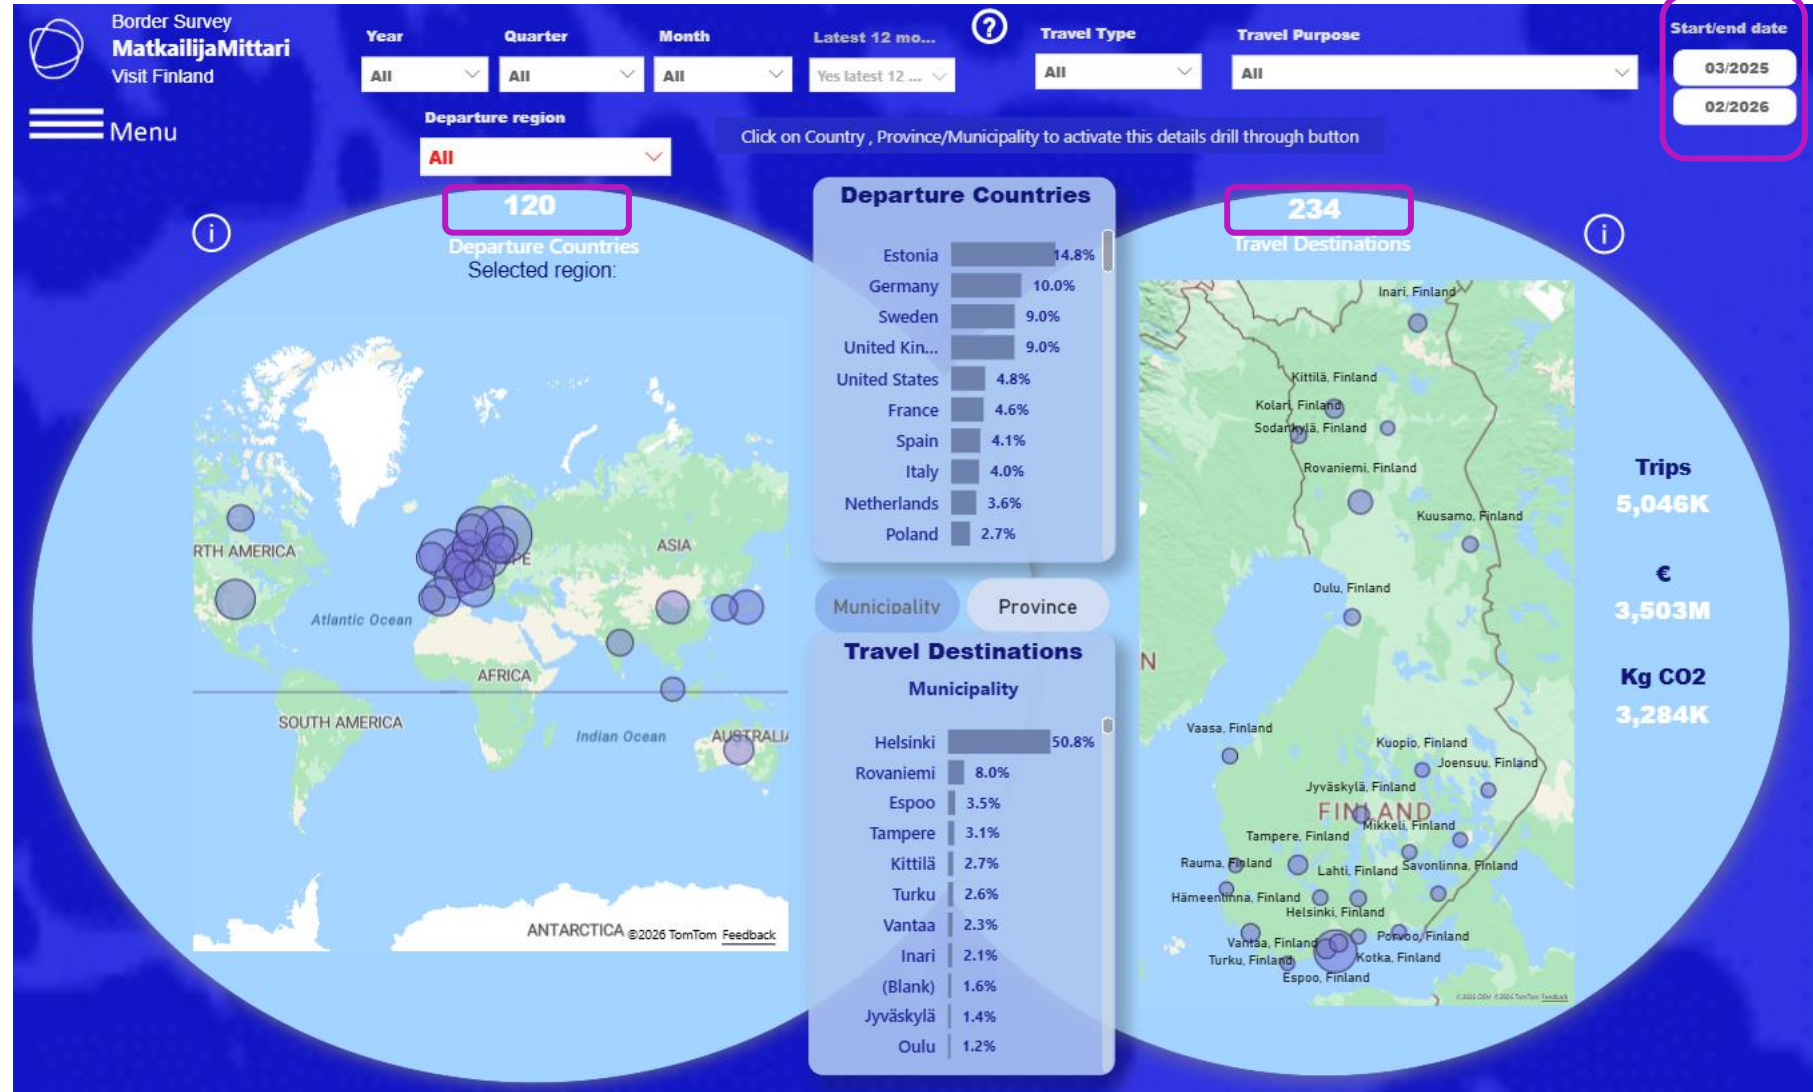 Border Survey
MatkailijaMittari
Visit Finland
Menu
Year
All
Quarter
All
Month
All
Latest 12 mo...
Yes latest 12 ...
?
Travel Type
All
Travel Purpose
All
Start/end date
03/2025
02/2026
Departure region
All
Click on Country , Province/Municipality to activate this details drill through button
120
Departure Countries
Selected region:
i
RTH AMERICA
ASIA
Atlantic Ocean
AFRICA
SOUTH AMERICA
Indian Ocean
AUSTRALIA
ANTARCTICA
©2026 TomTom Feedback
Departure Countries
Estonia 14.8%
Germany 10.0%
Sweden 9.0%
United Kin... 9.0%
United States 4.8%
France 4.6%
Spain 4.1%
Italy 4.0%
Netherlands 3.6%
Poland 2.7%
Municipality
Province
Travel Destinations
Municipality
Helsinki 50.8%
Rovaniemi 8.0%
Espoo 3.5%
Tampere 3.1%
Kittilä 2.7%
Turku 2.6%
Vantaa 2.3%
Inari 2.1%
(Blank) 1.6%
Jyväskylä 1.4%
Oulu 1.2%
234
Travel Destinations
i
Inari, Finland
Kittilä, Finland
Kolari, Finland
Sodankylä, Finland
Rovaniemi, Finland
Kuusamo, Finland
Oulu, Finland
N
Vaasa, Finland
Kuopio, Finland
Joensuu, Finland
Jyväskylä, Finland
FINLAND
Mikkeli, Finland
Tampere, Finland
Rauma, Finland
Lahti, Finland
Savonlinna, Finland
Hämeenlinna, Finland
Helsinki, Finland
Vantaa, Finland
Porvoo, Finland
Turku, Finland
Kotka, Finland
Espoo, Finland
©2026 OSM ©2026 TomTom Feedback
Trips
5,046K
€
3,503M
Kg CO2
3,284K